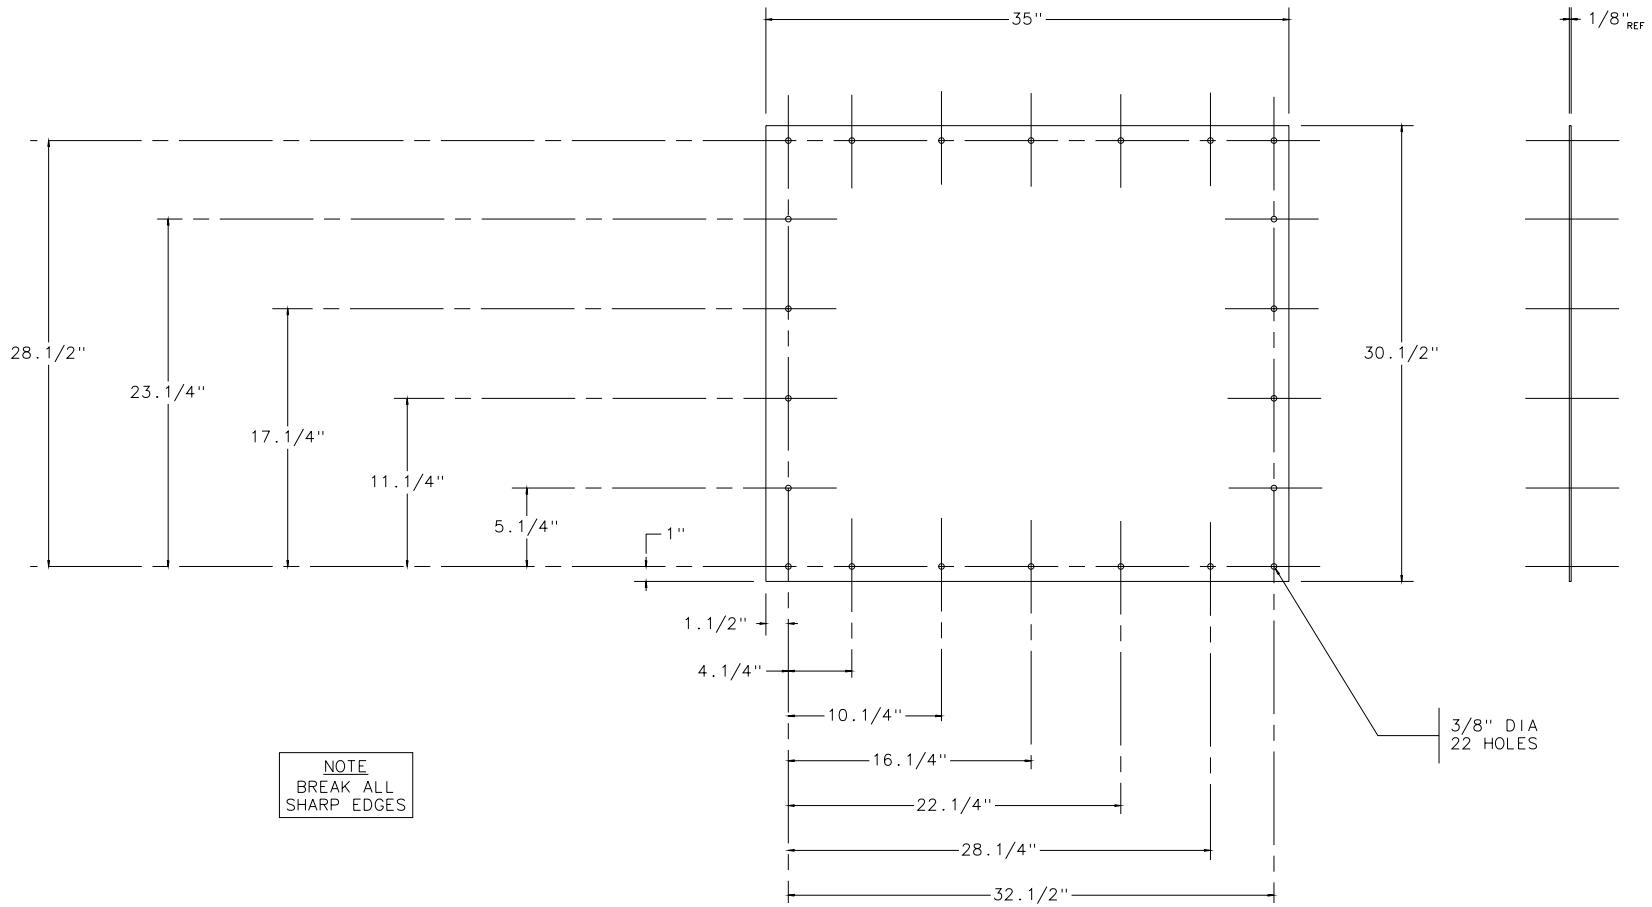 35"
1/8" REF
28.1/2"
30.1/2"
23.1/4"
17.1/4"
11.1/4"
5.1/4"
1"
1.1/2"
4.1/4"
10.1/4"
3/8" DIA
22 HOLES
16.1/4"
NOTE
BREAK ALL
SHARP EDGES
22.1/4"
28.1/4"
32.1/2"